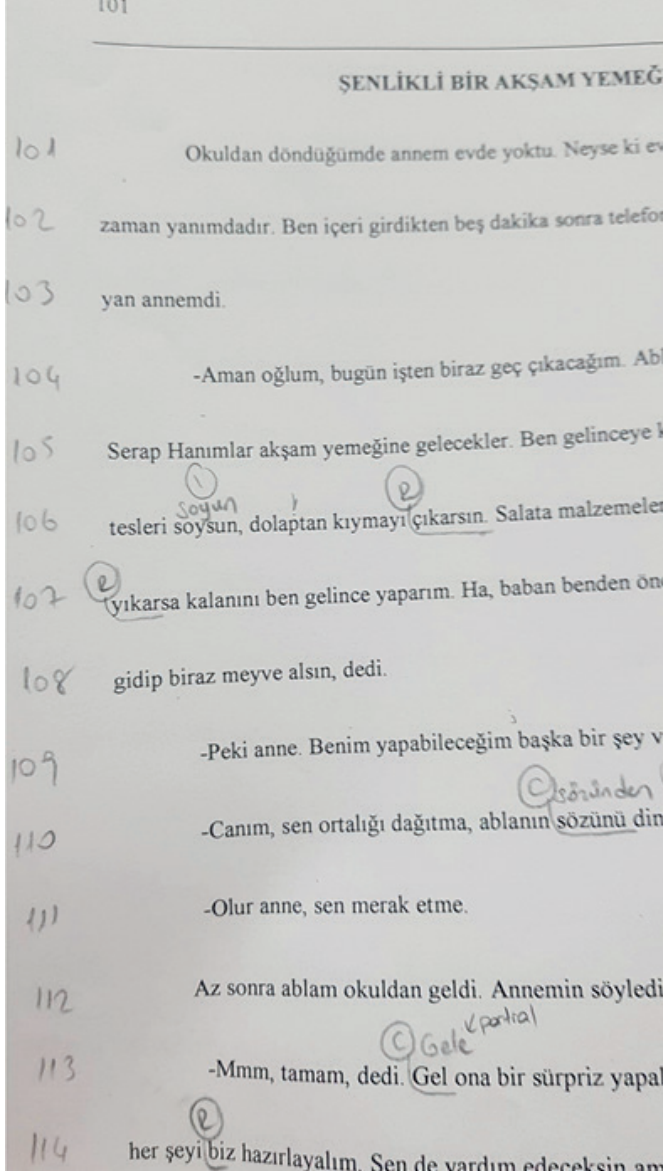 101
ŞENLİKLİ BİR AKŞAM YEMEĞ
101 Okuldan döndüğümde annem evde yoktu. Neyse ki ev
102 zaman yanımdadır. Ben içeri girdikten beş dakika sonra telefon
103 yan annemdi.
104 -Aman oğlum, bugün işten biraz geç çıkacağım. Abl
105 Serap Hanımlar akşam yemeğine gelecekler. Ben gelinceye k
1 R
soyun
106 tesleri soysun, dolaptan kıymayı çıkarsın. Salata malzemeler
R
107 yıkarsa kalanını ben gelince yaparım. Ha, baban benden önc
108 gidip biraz meyve alsın, dedi.
109 -Peki anne. Benim yapabileceğim başka bir şey v
C sözünden
110 -Canım, sen ortalığı dağıtma, ablanın sözünü din
111 -Olur anne, sen merak etme.
112 Az sonra ablam okuldan geldi. Annemin söyledi
C Gele partial
113 -Mmm, tamam, dedi. Gel ona bir sürpriz yapal
R
114 her şeyi biz hazırlayalım. Sen de yardım edeceksin